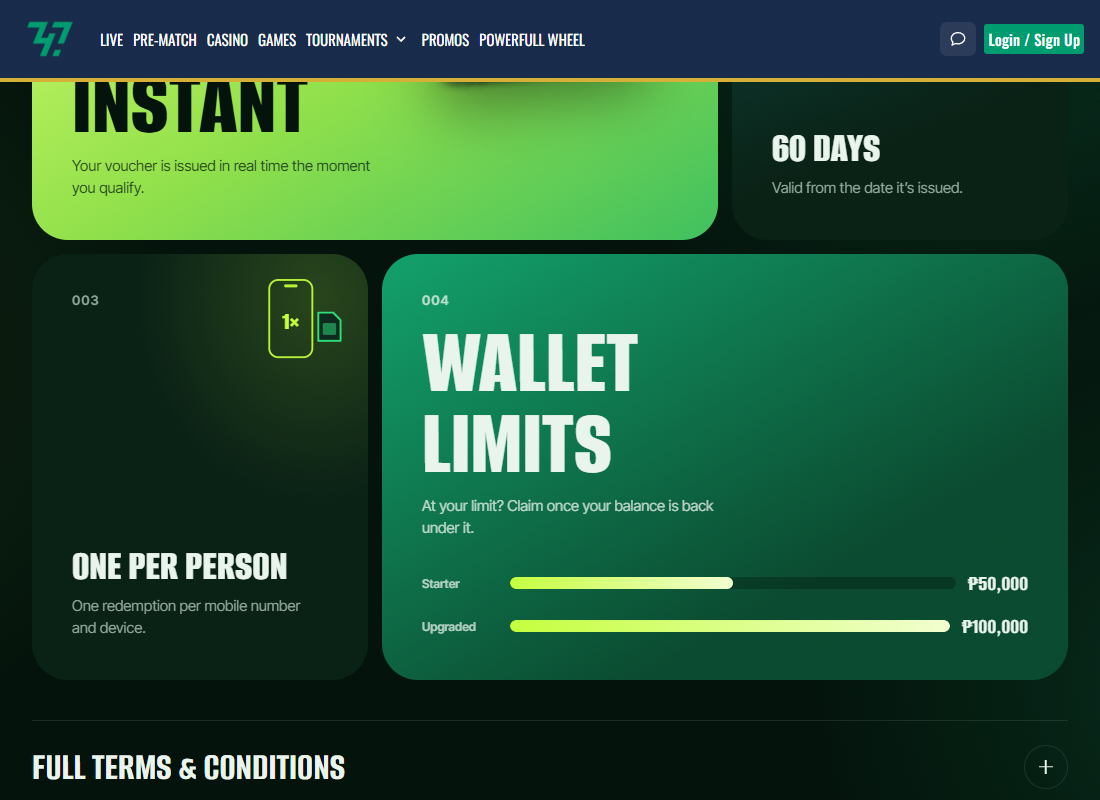 747
LIVE PRE-MATCH CASINO GAMES TOURNAMENTS PROMOS POWERFULL WHEEL
Login / Sign Up
INSTANT
Your voucher is issued in real time the moment
you qualify.
60 DAYS
Valid from the date it’s issued.
003
1×
ONE PER PERSON
One redemption per mobile number
and device.
004
WALLET
LIMITS
At your limit? Claim once your balance is back
under it.
Starter ₱50,000
Upgraded ₱100,000
FULL TERMS & CONDITIONS